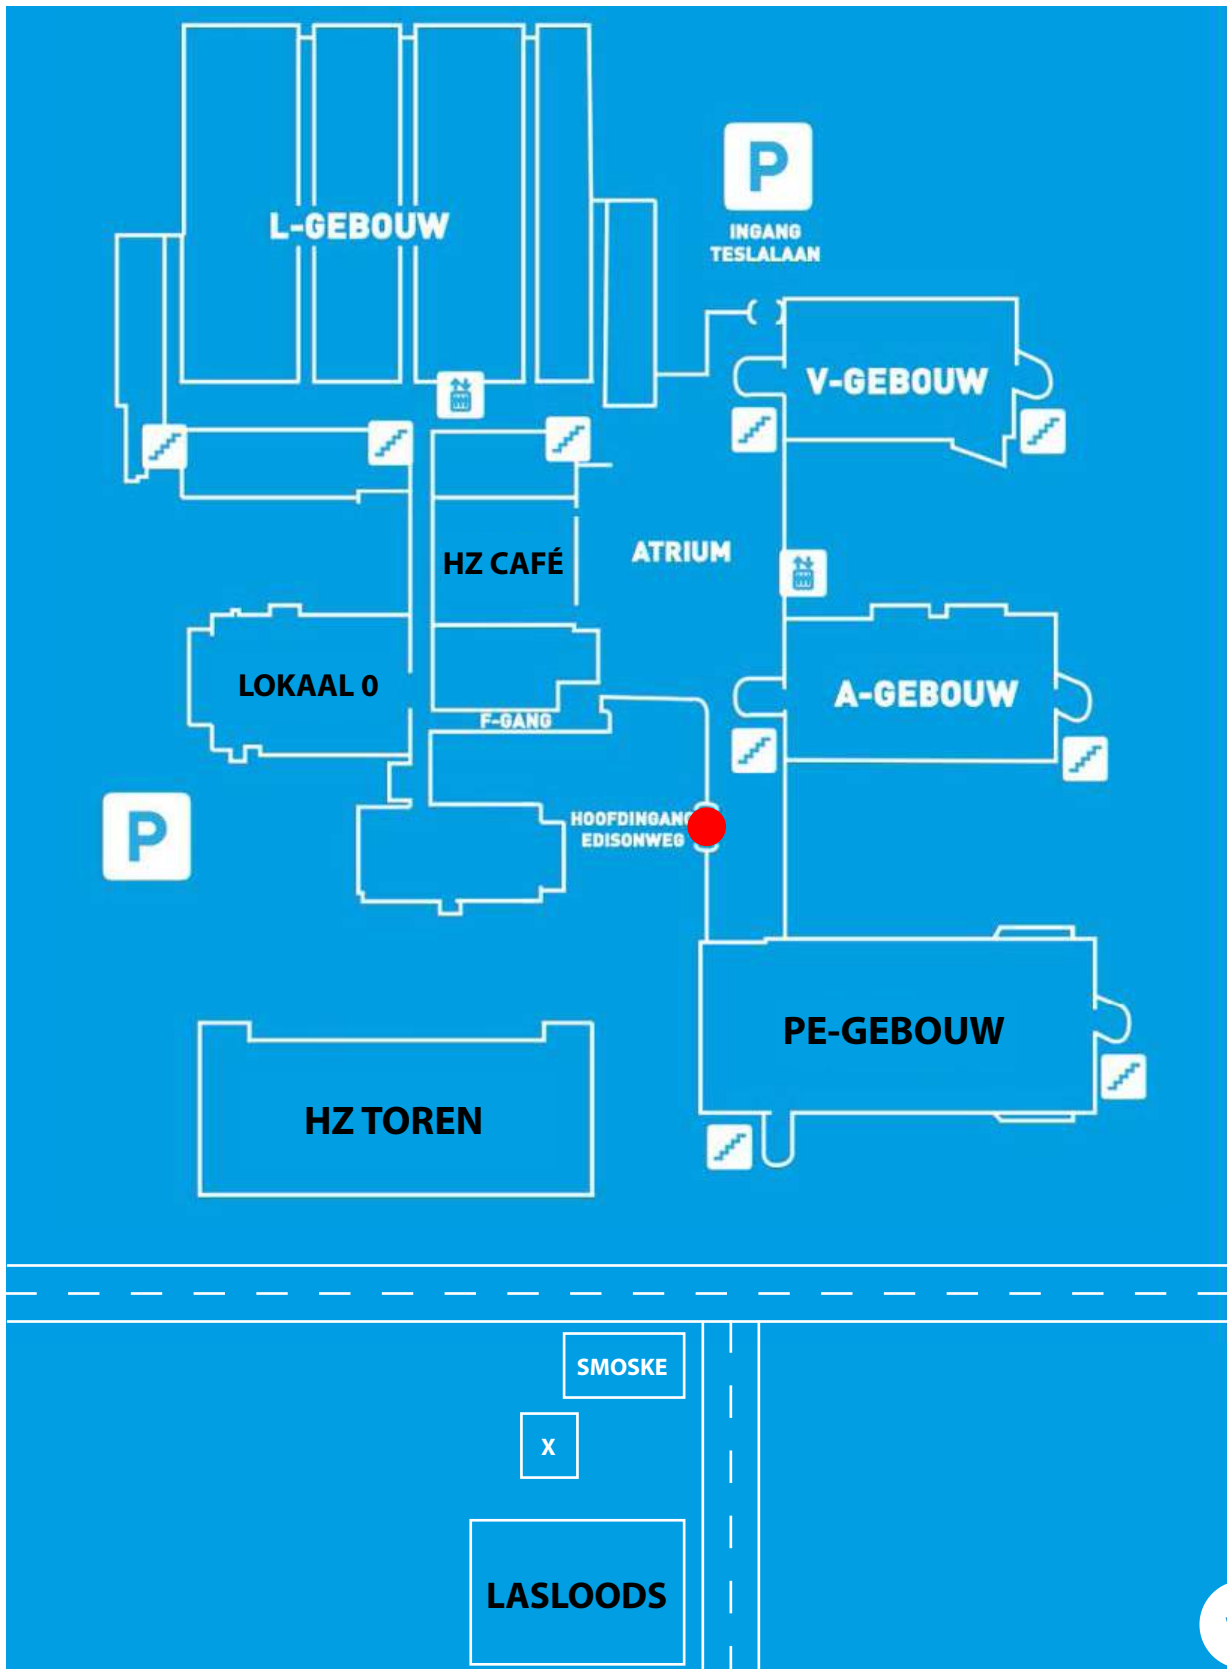 P
INGANG
TESLALAAN
L-GEBOUW
V-GEBOUW
HZ CAFÉ
ATRIUM
LOKAAL 0
A-GEBOUW
F-GANG
P
HOOFDINGANG
EDISONWEG
PE-GEBOUW
HZ TOREN
SMOSKE
X
LASLOODS